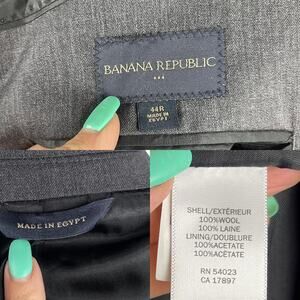 BANANA REPUBLIC
44R
MADE IN
EGYPT
MADE IN EGYPT
SHELL/EXTÉRIEUR
100%WOOL
100% LAINE
LINING/DOUBLURE
100%ACETATE
100%ACÉTATE
RN 54023
CA 17897